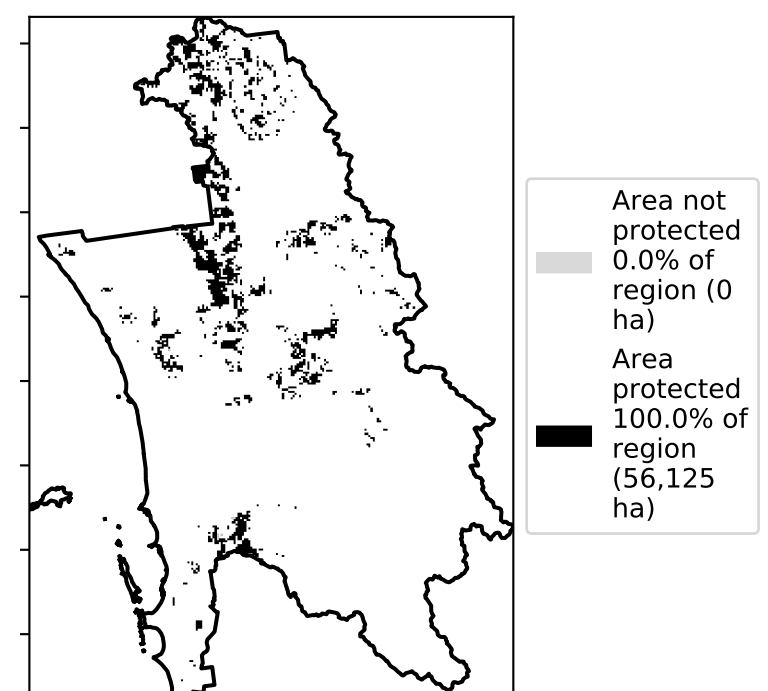 Area not
protected
0.0% of
region (0
ha)
Area
protected
100.0% of
region
(56,125
ha)